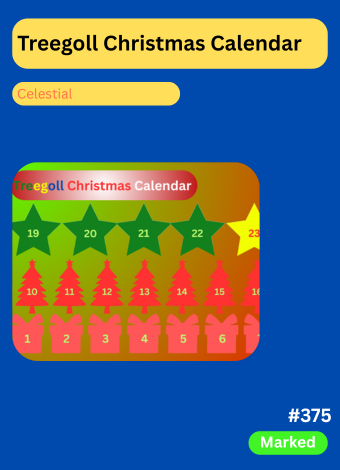 Treegoll Christmas Calendar
Celestial
Treegoll Christmas Calendar
19 20 21 22 23
10 11 12 13 14 15 16
1 2 3 4 5 6
#375
Marked